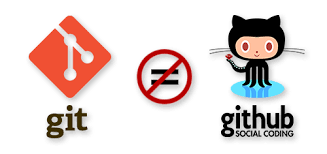 git
=
github
SOCIAL CODING